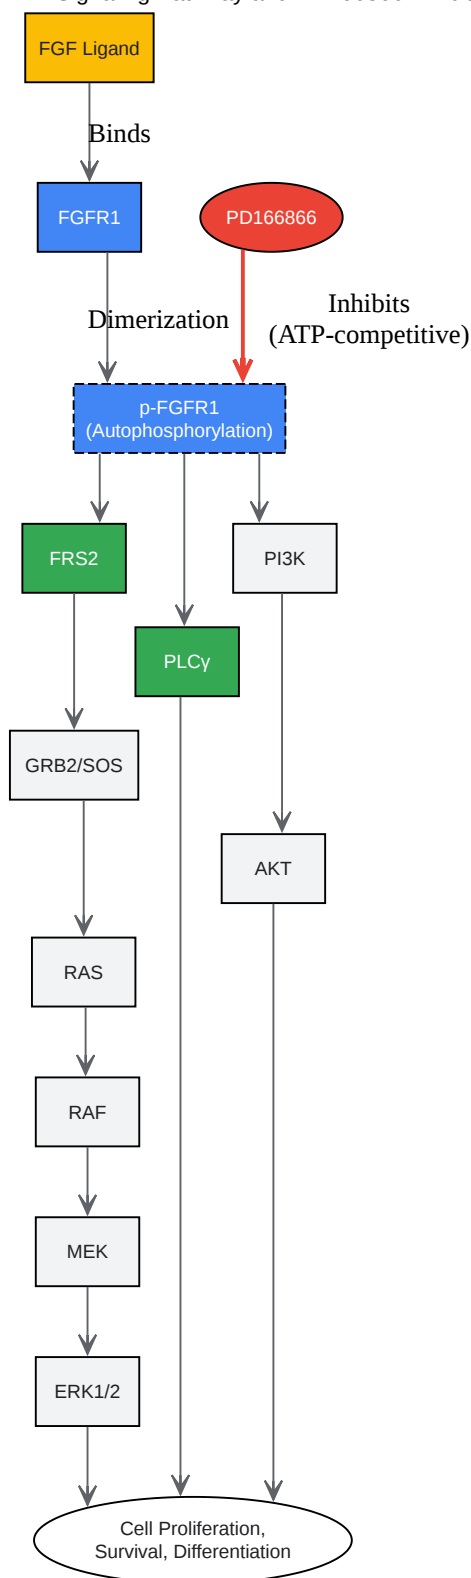 FGF Ligand
Binds
FGFR1
PD166866
Dimerization
Inhibits
(ATP-competitive)
p-FGFR1
(Autophosphorylation)
FRS2
PI3K
PLCγ
GRB2/SOS
AKT
RAS
RAF
MEK
ERK1/2
Cell Proliferation,
Survival, Differentiation